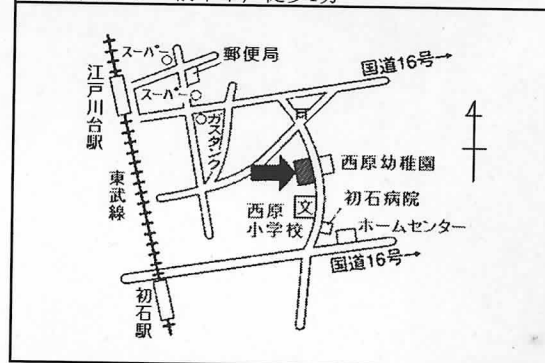 スーパー
郵便局
国道16号→
江戸川台駅
スーパー
ガスタンク
西原幼稚園
東武線
西原
小学校
文
初石病院
ホームセンター
国道16号→
初石駅